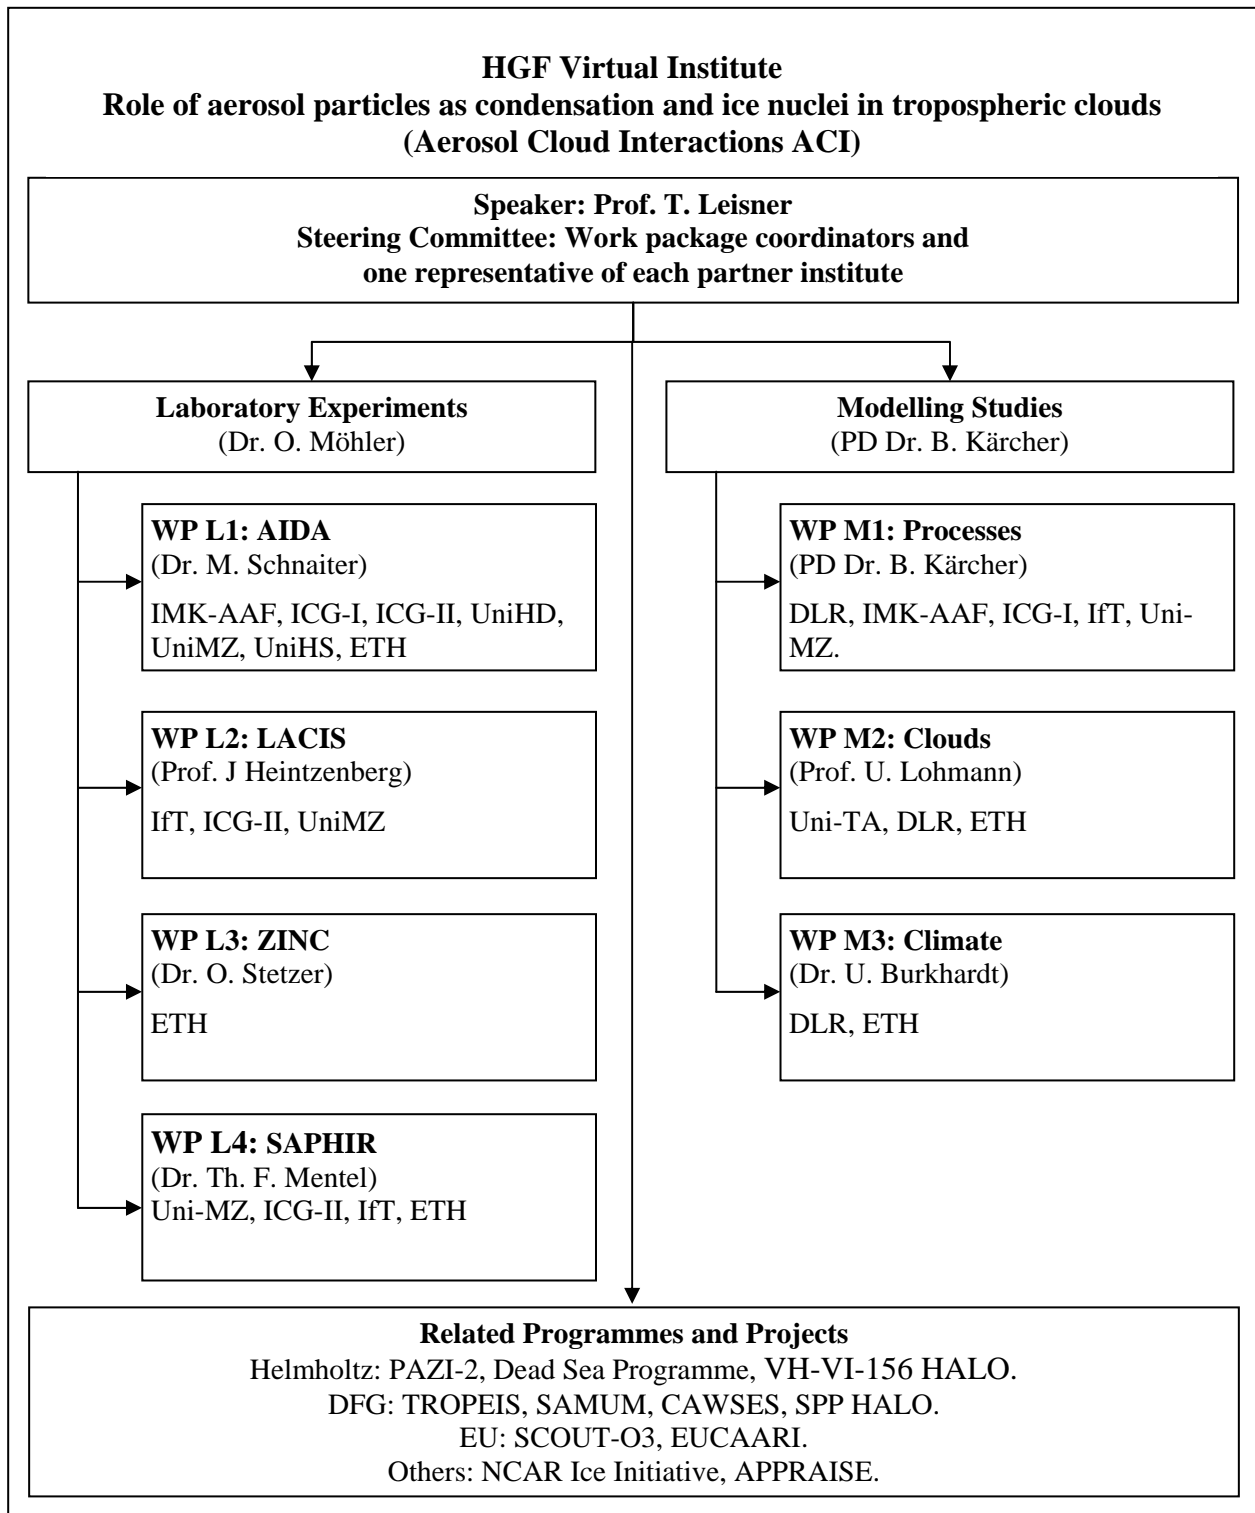 HGF Virtual Institute
Role of aerosol particles as condensation and ice nuclei in tropospheric clouds
(Aerosol Cloud Interactions ACI)
Speaker: Prof. T. Leisner
Steering Committee: Work package coordinators and
one representative of each partner institute
Laboratory Experiments
(Dr. O. Möhler)
WP L1: AIDA
(Dr. M. Schnaiter)
IMK-AAF, ICG-I, ICG-II, UniHD,
UniMZ, UniHS, ETH
WP L2: LACIS
(Prof. J Heintzenberg)
IfT, ICG-II, UniMZ
WP L3: ZINC
(Dr. O. Stetzer)
ETH
WP L4: SAPHIR
(Dr. Th. F. Mentel)
Uni-MZ, ICG-II, IfT, ETH
Modelling Studies
(PD Dr. B. Kärcher)
WP M1: Processes
(PD Dr. B. Kärcher)
DLR, IMK-AAF, ICG-I, IfT, Uni-
MZ.
WP M2: Clouds
(Prof. U. Lohmann)
Uni-TA, DLR, ETH
WP M3: Climate
(Dr. U. Burkhardt)
DLR, ETH
Related Programmes and Projects
Helmholtz: PAZI-2, Dead Sea Programme, VH-VI-156 HALO.
DFG: TROPEIS, SAMUM, CAWSES, SPP HALO.
EU: SCOUT-O3, EUCAARI.
Others: NCAR Ice Initiative, APPRAISE.